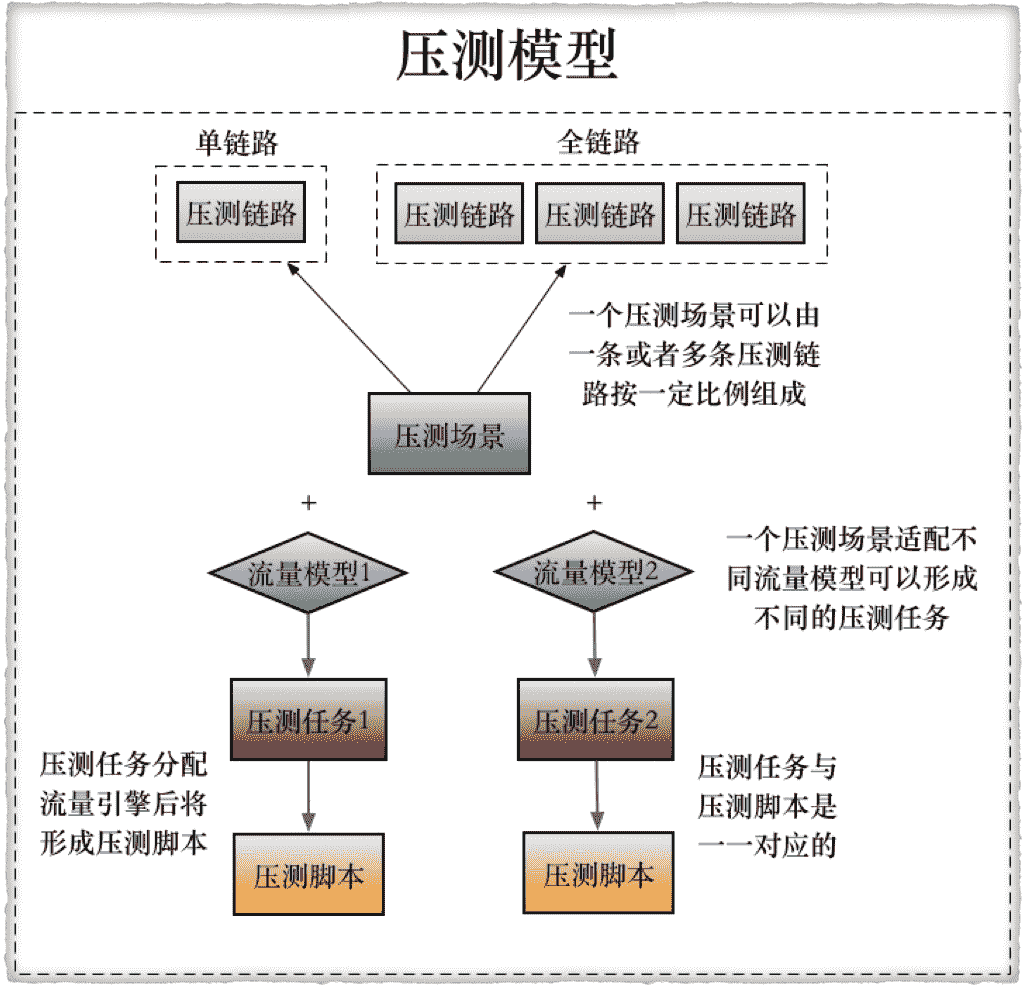 压测模型
单链路
全链路
压测链路
压测链路
压测链路
压测链路
一个压测场景可以由
一条或者多条压测链
路按一定比例组成
压测场景
+
+
流量模型1
流量模型2
一个压测场景适配不
同流量模型可以形成
不同的压测任务
压测任务1
压测任务2
压测任务分配
流量引擎后将
形成压测脚本
压测任务与
压测脚本是
一一对应的
压测脚本
压测脚本